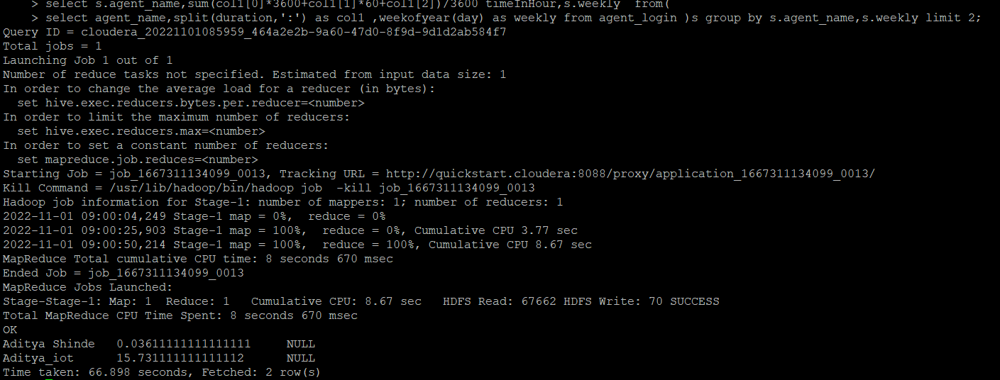 > select s.agent_name,sum(col1[0]*3600+col1[1]*60+col1[2])/3600 timeInHour,s.weekly  from(
> select agent_name,split(duration,':') as col1 ,weekofyear(day) as weekly from agent_login )s group by s.agent_name,s.weekly limit 2;
Query ID = cloudera_20221101085959_464a2e2b-9a60-47d0-8f9d-9d1d2ab584f7
Total jobs = 1
Launching Job 1 out of 1
Number of reduce tasks not specified. Estimated from input data size: 1
In order to change the average load for a reducer (in bytes):
  set hive.exec.reducers.bytes.per.reducer=<number>
In order to limit the maximum number of reducers:
  set hive.exec.reducers.max=<number>
In order to set a constant number of reducers:
  set mapreduce.job.reduces=<number>
Starting Job = job_1667311134099_0013, Tracking URL = http://quickstart.cloudera:8088/proxy/application_1667311134099_0013/
Kill Command = /usr/lib/hadoop/bin/hadoop job  -kill job_1667311134099_0013
Hadoop job information for Stage-1: number of mappers: 1; number of reducers: 1
2022-11-01 09:00:04,249 Stage-1 map = 0%,  reduce = 0%
2022-11-01 09:00:25,903 Stage-1 map = 100%,  reduce = 0%, Cumulative CPU 3.77 sec
2022-11-01 09:00:50,214 Stage-1 map = 100%,  reduce = 100%, Cumulative CPU 8.67 sec
MapReduce Total cumulative CPU time: 8 seconds 670 msec
Ended Job = job_1667311134099_0013
MapReduce Jobs Launched:
Stage-Stage-1: Map: 1  Reduce: 1   Cumulative CPU: 8.67 sec   HDFS Read: 67662 HDFS Write: 70 SUCCESS
Total MapReduce CPU Time Spent: 8 seconds 670 msec
OK
Aditya Shinde   0.03611111111111111     NULL
Aditya_iot      15.731111111111112      NULL
Time taken: 66.898 seconds, Fetched: 2 row(s)